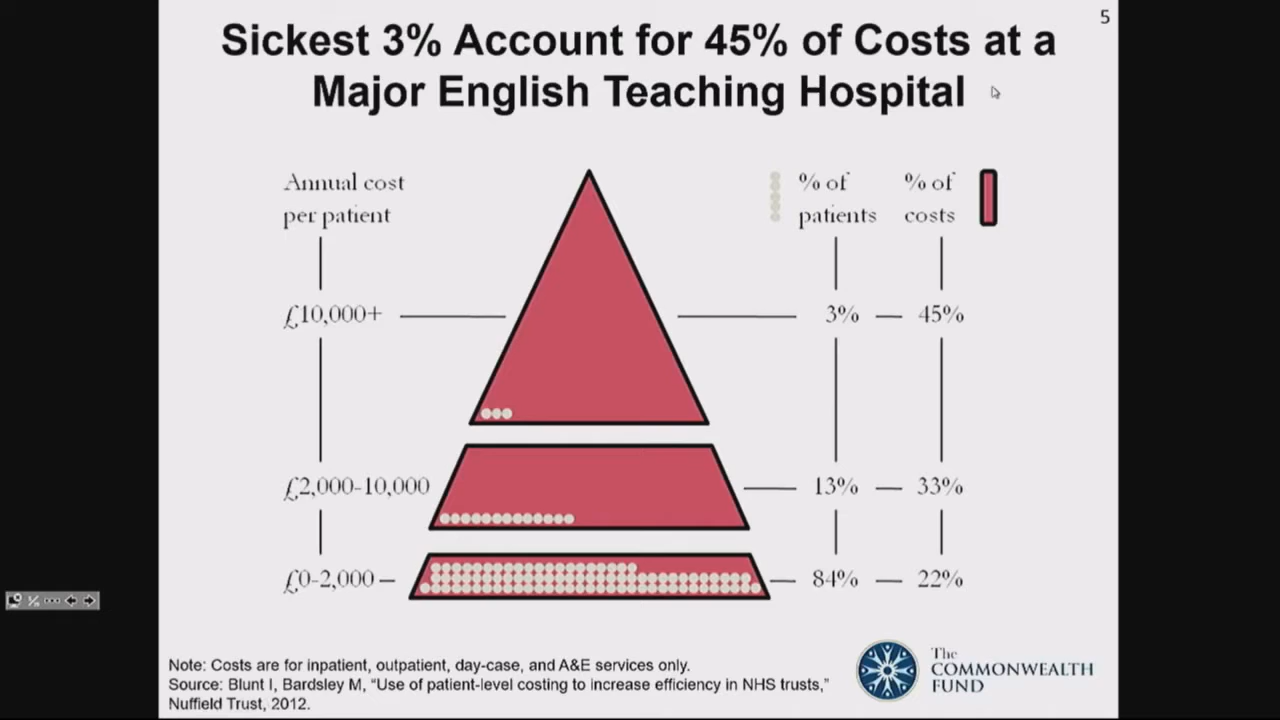 5
Sickest 3% Account for 45% of Costs at a
Major English Teaching Hospital
Annual cost
per patient
% of
patients
% of
costs
£10,000+
3%
45%
£2,000-10,000
13%
33%
£0-2,000
84%
22%
Note: Costs are for inpatient, outpatient, day-case, and A&E services only.
Source: Blunt I, Bardsley M, “Use of patient-level costing to increase efficiency in NHS trusts,”
Nuffield Trust, 2012.
The
COMMONWEALTH
FUND